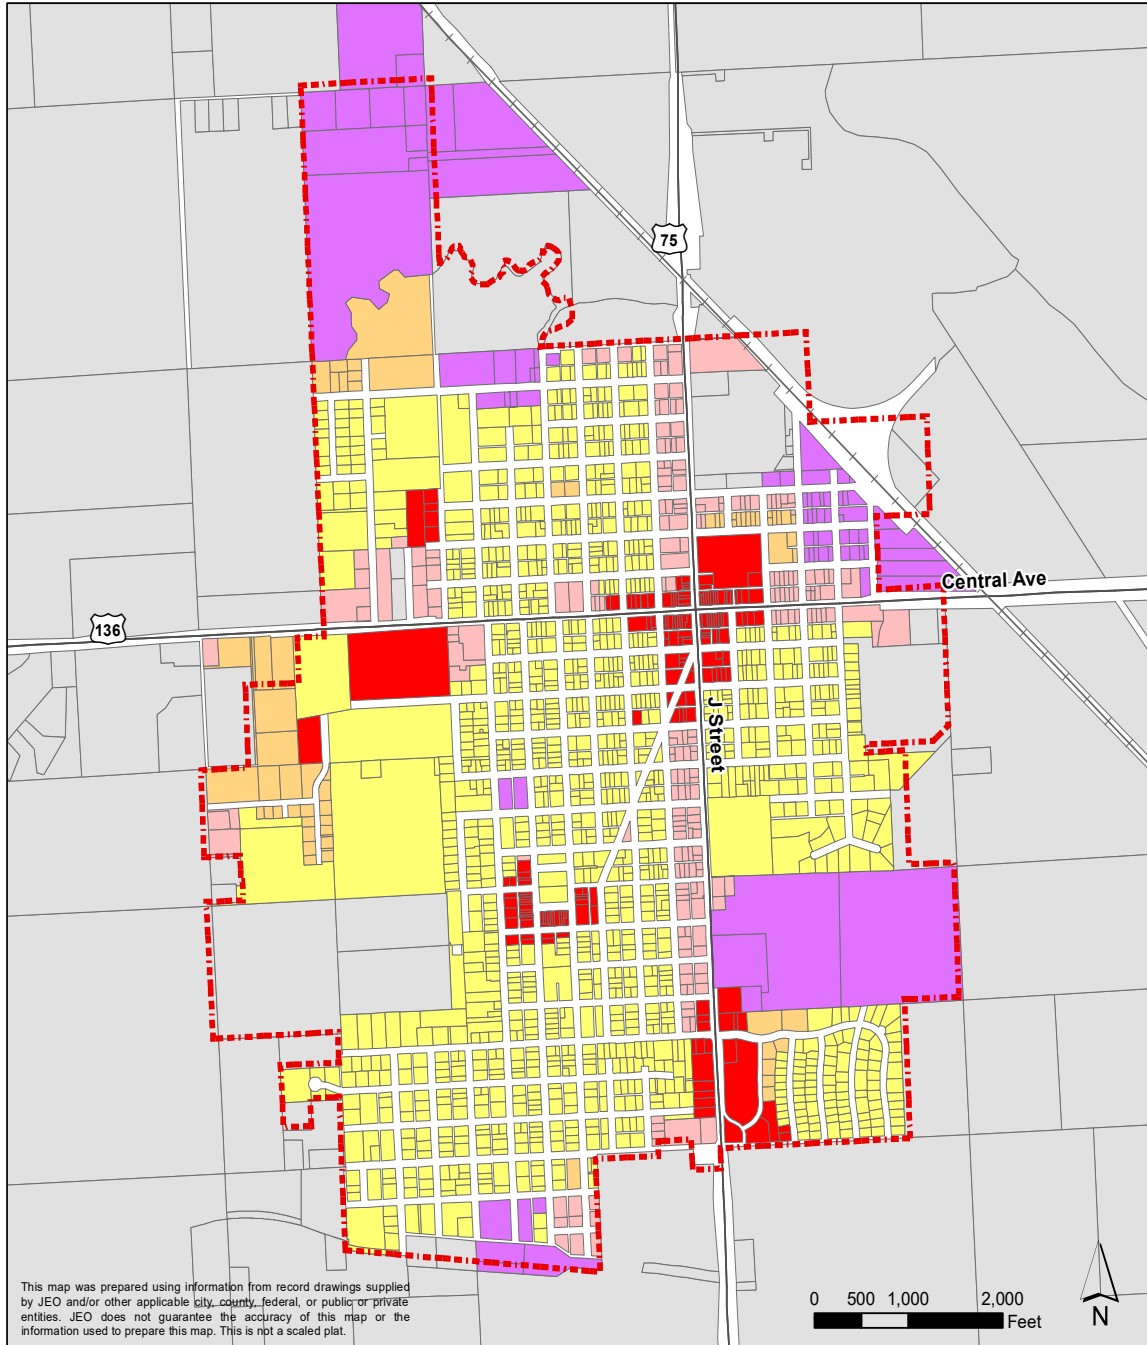 75
Central Ave
136
J Street
This map was prepared using information from record drawings supplied
by JEO and/or other applicable city, county, federal, or public or private
entities. JEO does not guarantee the accuracy of this map or the
information used to prepare this map. This is not a scaled plat.
0 500 1,000 2,000
Feet
N